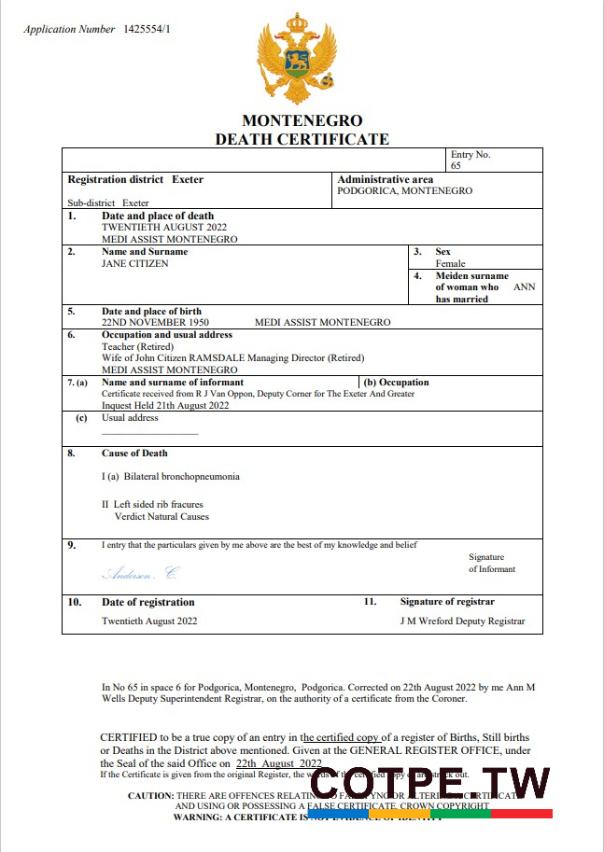 Application Number 1425554/1
MONTENEGRO
DEATH CERTIFICATE
Entry No.
65
Registration district Exeter
Sub-district Exeter
Administrative area
PODGORICA, MONTENEGRO
1. Date and place of death
TWENTIETH AUGUST 2022
MEDI ASSIST MONTENEGRO
2. Name and Surname
JANE CITIZEN
3. Sex
Female
4. Meiden surname
of woman who ANN
has married
5. Date and place of birth
22ND NOVEMBER 1950 MEDI ASSIST MONTENEGRO
6. Occupation and usual address
Teacher (Retired)
Wife of John Citizen RAMSDALE Managing Director (Retired)
MEDI ASSIST MONTENEGRO
7. (a) Name and surname of informant (b) Occupation
Certificate received from R J Van Oppon, Deputy Corner for The Exeter And Greater
Inquest Held 21th August 2022
(c) Usual address
8. Cause of Death
I (a) Bilateral bronchopneumonia
II Left sided rib fracures
Verdict Natural Causes
9. I entry that the particulars given by me above are the best of my knowledge and belief
Andersen. C.
Signature
of Informant
10. Date of registration 11. Signature of registrar
Twentieth August 2022 J M Wreford Deputy Registrar
In No 65 in space 6 for Podgorica, Montenegro, Podgorica. Corrected on 22th August 2022 by me Ann M
Wells Deputy Superintendent Registrar, on the authority of a certificate from the Coroner.
CERTIFIED to be a true copy of an entry in the certified copy of a register of Births, Still births
or Deaths in the District above mentioned. Given at the GENERAL REGISTER OFFICE, under
the Seal of the said Office on 22th August 2022
If the Certificate is given from the original Register, the words of the certified copy of are struck out.
COTPE.TW
CAUTION: THERE ARE OFFENCES RELATING TO
AND USING OR POSSESSING A FALSE CERTIFICATE. CROWN COPYRIGHT
WARNING: A CERTIFICATE IS NOT EVIDENCE OF IDENTITY